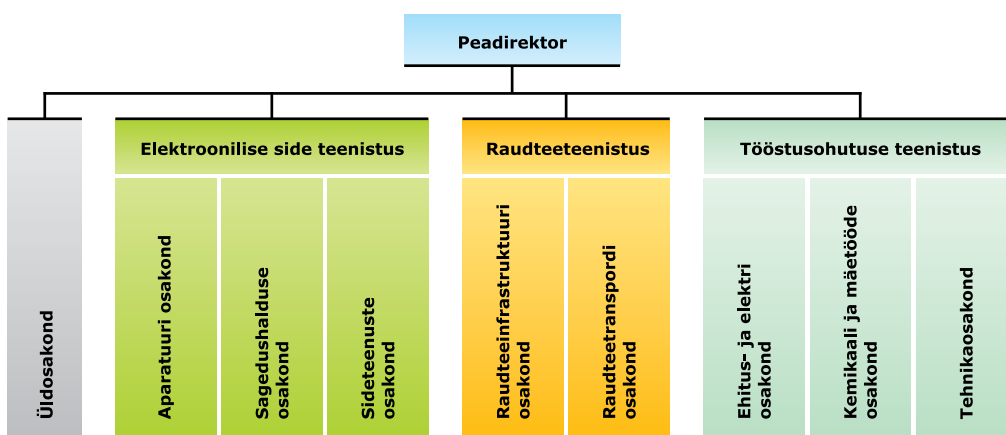 Peadirektor
Üldosakond
Elektroonilise side teenistus
Aparatuuri osakond
Sagedushalduse
osakond
Sideteenuste
osakond
Raudteeteenistus
Raudteeinfrastruktuuri
osakond
Raudteetranspordi
osakond
Tööstusohutuse teenistus
Ehitus- ja elektri
osakond
Kemikaali ja mäetööde
osakond
Tehnikaosakond